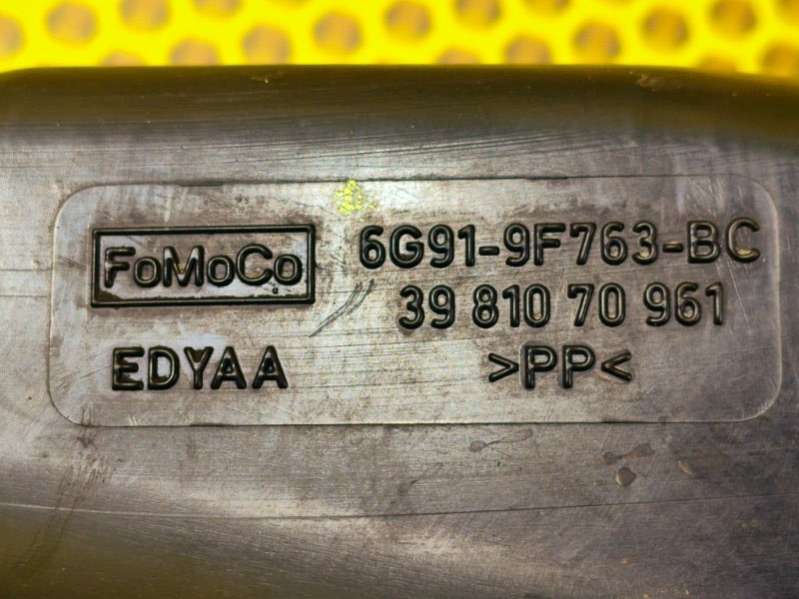 FoMoCo
6G91-9F763-BC
39 810 70 961
EDYAA
>PP<